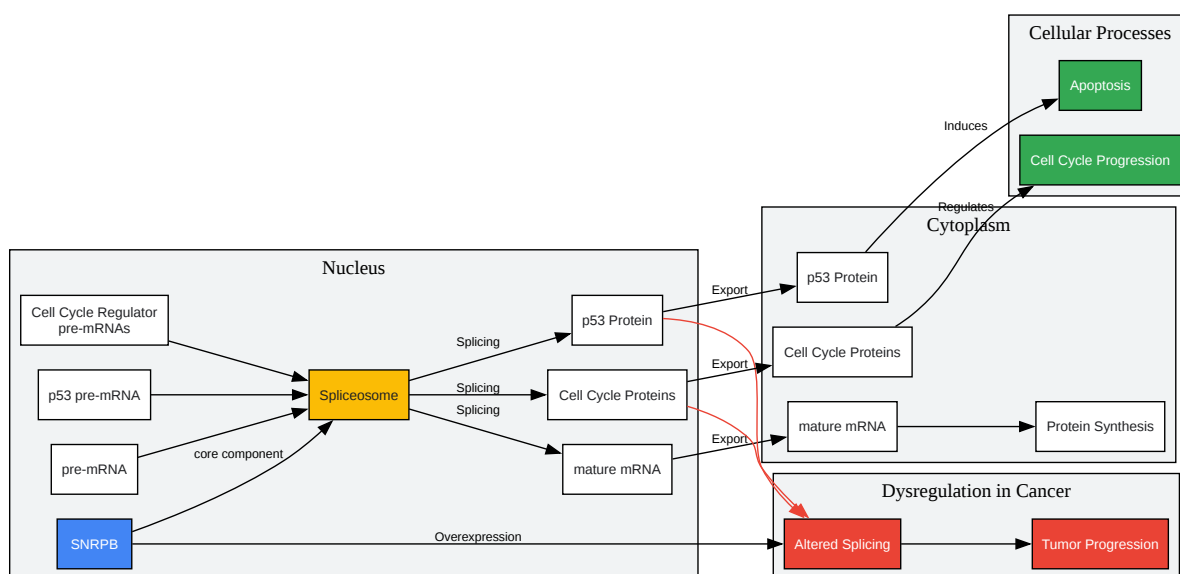 Cellular Processes
Apoptosis
Induces
Cell Cycle Progression
Regulates
Cytoplasm
Nucleus
p53 Protein
Export
Cell Cycle Regulator
pre-mRNAs
p53 Protein
Splicing
Cell Cycle Proteins
Export
p53 pre-mRNA
Spliceosome
Splicing
Cell Cycle Proteins
Splicing
mature mRNA
Protein Synthesis
Export
pre-mRNA
core component
mature mRNA
Dysregulation in Cancer
SNRPB
Overexpression
Altered Splicing
Tumor Progression